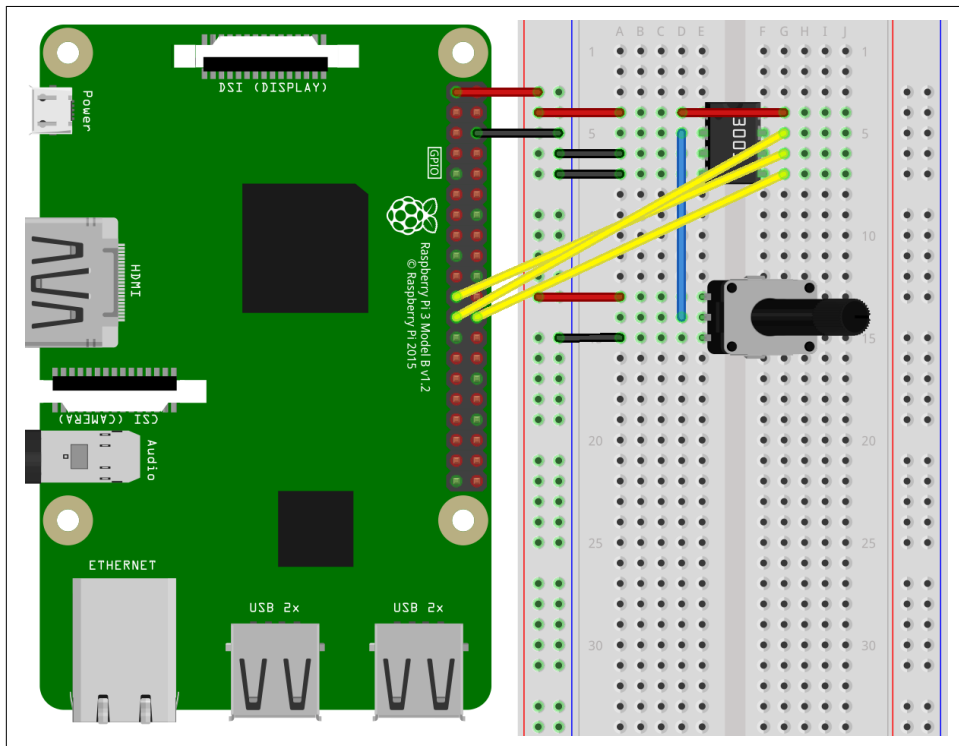 DSI (DISPLAY)
Power
GPIO
HDMI
Raspberry Pi 3 Model B v1.2
© Raspberry Pi 2015
CSI (CAMERA)
Audio
ETHERNET
USB 2x
USB 2x
A B C D E F G H I J
1 1
5 5
10 10
15 15
20 20
25 25
30 30